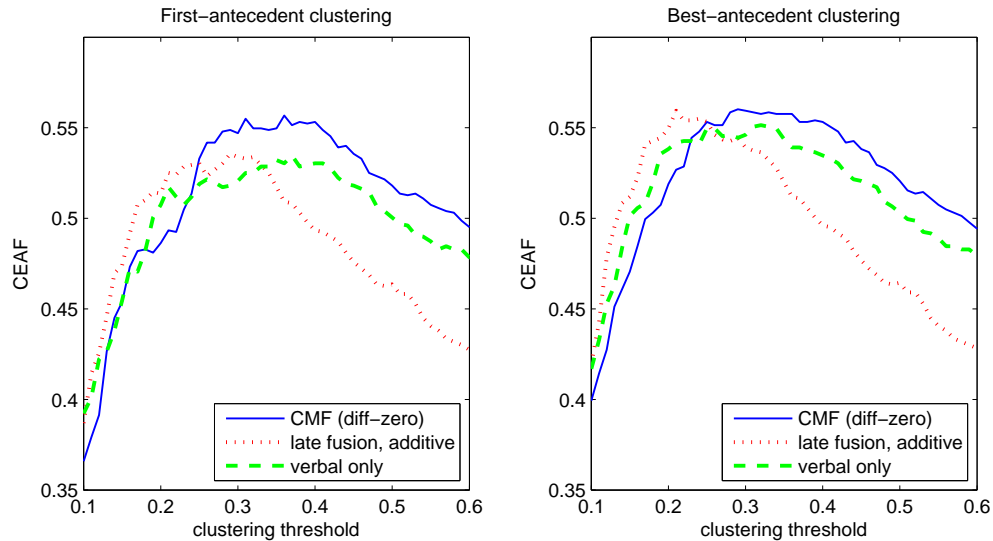 First−antecedent clustering
CEAF
0.55
0.5
0.45
0.4
0.35
0.1
0.2
0.3
0.4
0.5
0.6
clustering threshold
CMF (diff−zero)
late fusion, additive
verbal only
Best−antecedent clustering
CEAF
0.55
0.5
0.45
0.4
0.35
0.1
0.2
0.3
0.4
0.5
0.6
clustering threshold
CMF (diff−zero)
late fusion, additive
verbal only